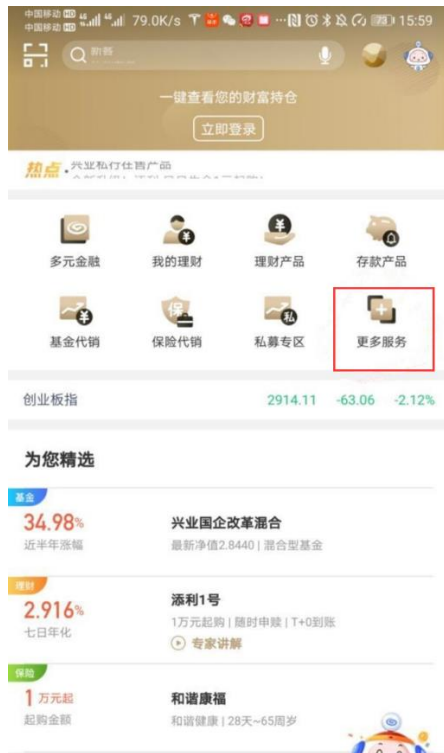 中国移动 HD 46 46 79.0K/s 73 15:59
中国移动 HD
一键查看您的财富持仓
立即登录
热点 · 兴业私行在售产品
多元金融 我的理财 理财产品 存款产品
基金代销 保险代销 私募专区 更多服务
创业板指 2914.11 -63.06 -2.12%
为您精选
基金
34.98% 兴业国企改革混合
近半年涨幅 最新净值2.8440 | 混合型基金
理财
2.916% 添利1号
七日年化 1万元起购 | 随时申赎 | T+0到账
专家讲解
保险
1 万元起 和谐康福
起购金额 和谐健康 | 28天~65周岁